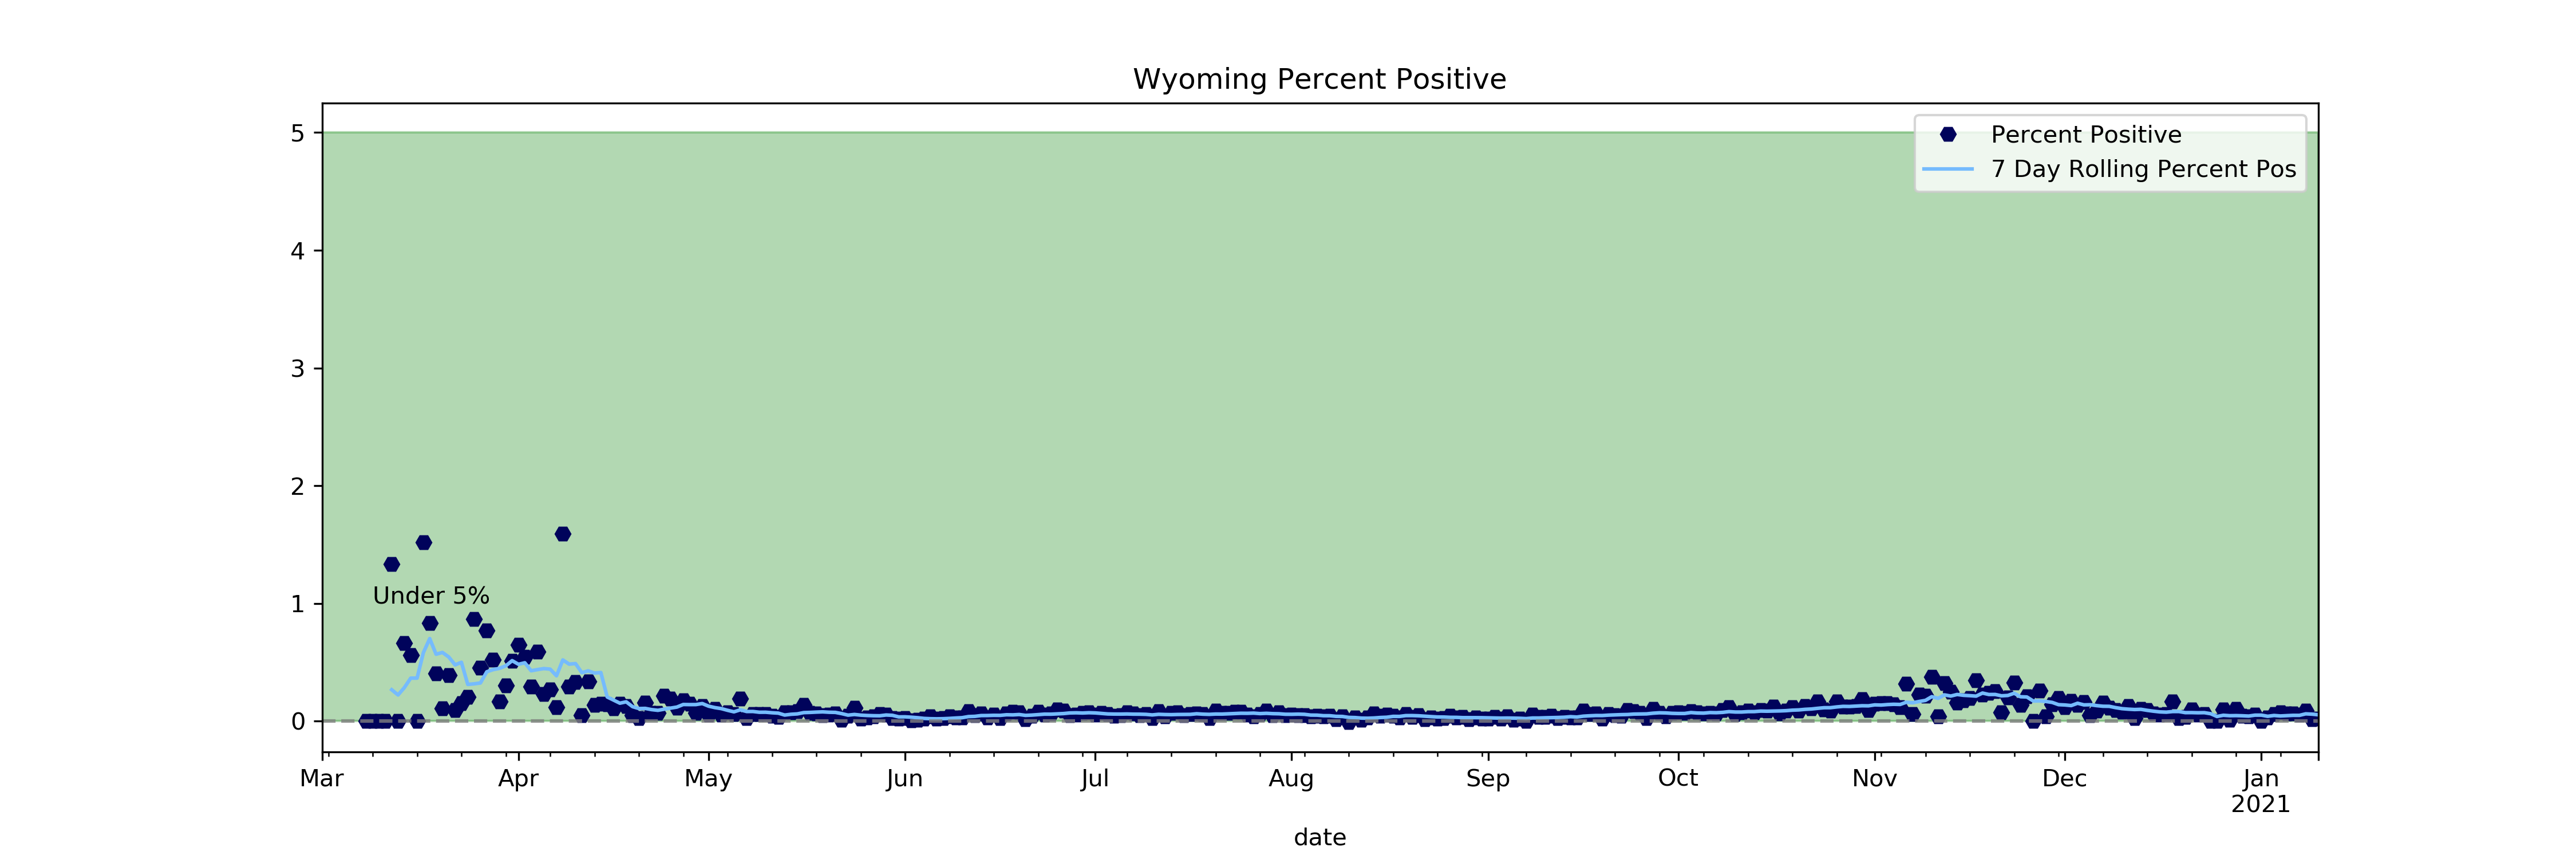 Wyoming Percent Positive
5
4
3
2
1
0
Percent Positive
7 Day Rolling Percent Pos
Under 5%
Mar Apr May Jun Jul Aug Sep Oct Nov Dec Jan
2021
date